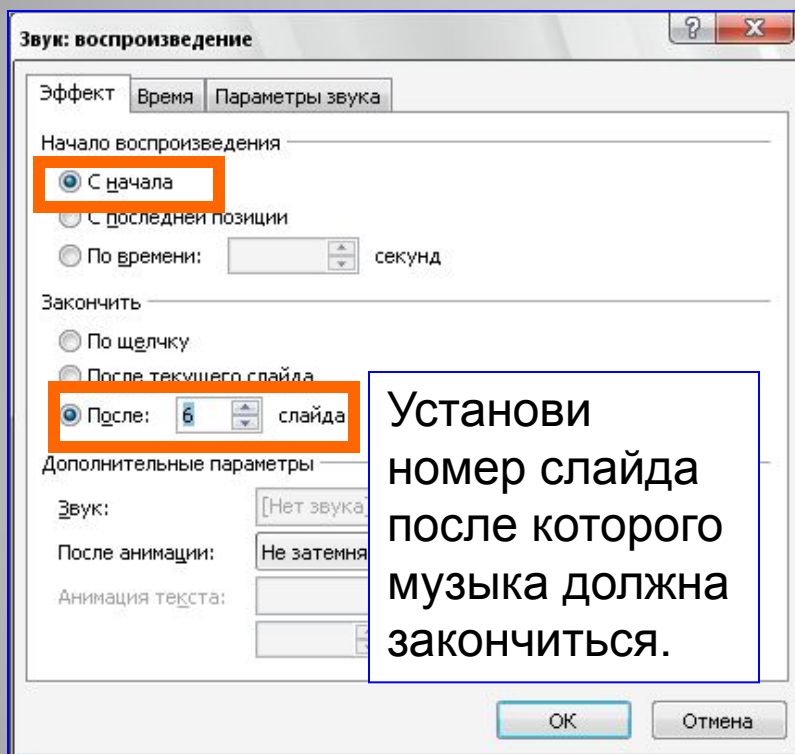 Звук: воспроизведение
Эффект Время Параметры звука
Начало воспроизведения
С начала
С последней позиции
По времени: секунд
Закончить
По щелчку
После текущего слайда
После: 6 слайда
Установи
номер слайда
после которого
музыка должна
закончиться.
Дополнительные параметры
Звук: [Нет звука]
После анимации: Не затемня
Анимация текста:
ОК Отмена